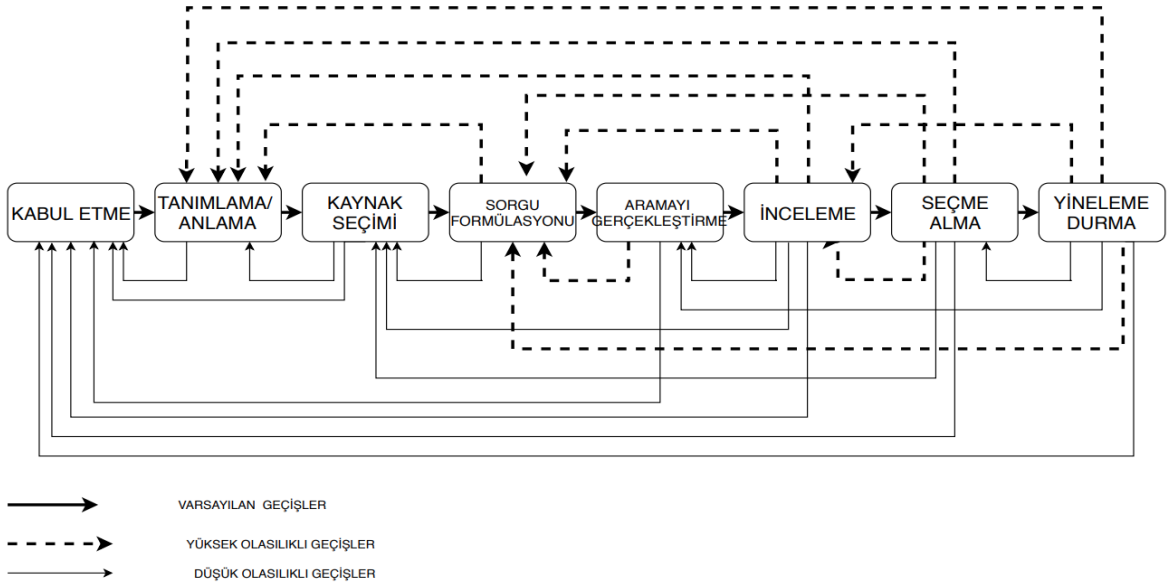 KABUL ETME
TANIMLAMA/
ANLAMA
KAYNAK
SEÇİMİ
SORGU
FORMÜLASYONU
ARAMAYI
GERÇEKLEŞTİRME
İNCELEME
SEÇME
ALMA
YİNELEME
DURMA
VARSAYILAN GEÇİŞLER
YÜKSEK OLASILIKLI GEÇİŞLER
DÜŞÜK OLASILIKLI GEÇİŞLER